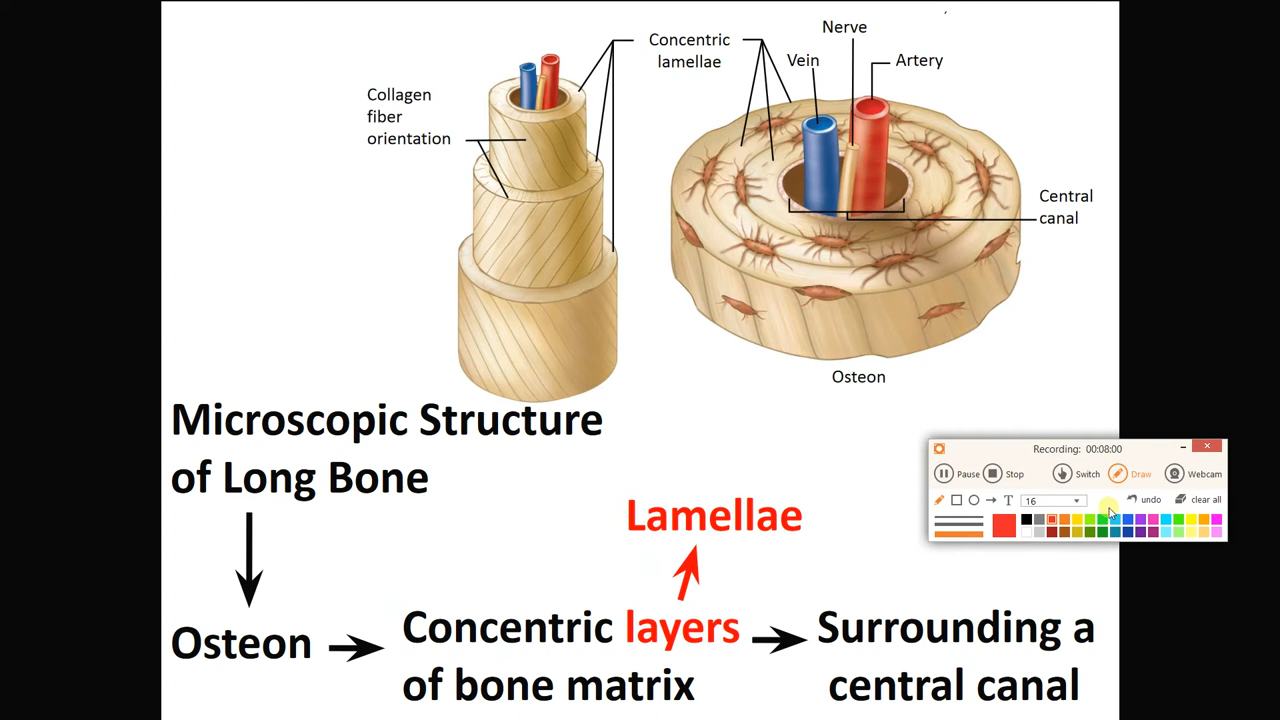 Nerve
Concentric
lamellae
Vein
Artery
Collagen
fiber
orientation
Central
canal
Osteon
Microscopic Structure
of Long Bone
Recording: 00:08:00
Pause Stop Switch Draw Webcam
T 16 undo clear all
Lamellae
Osteon
Concentric layers
of bone matrix
Surrounding a
central canal